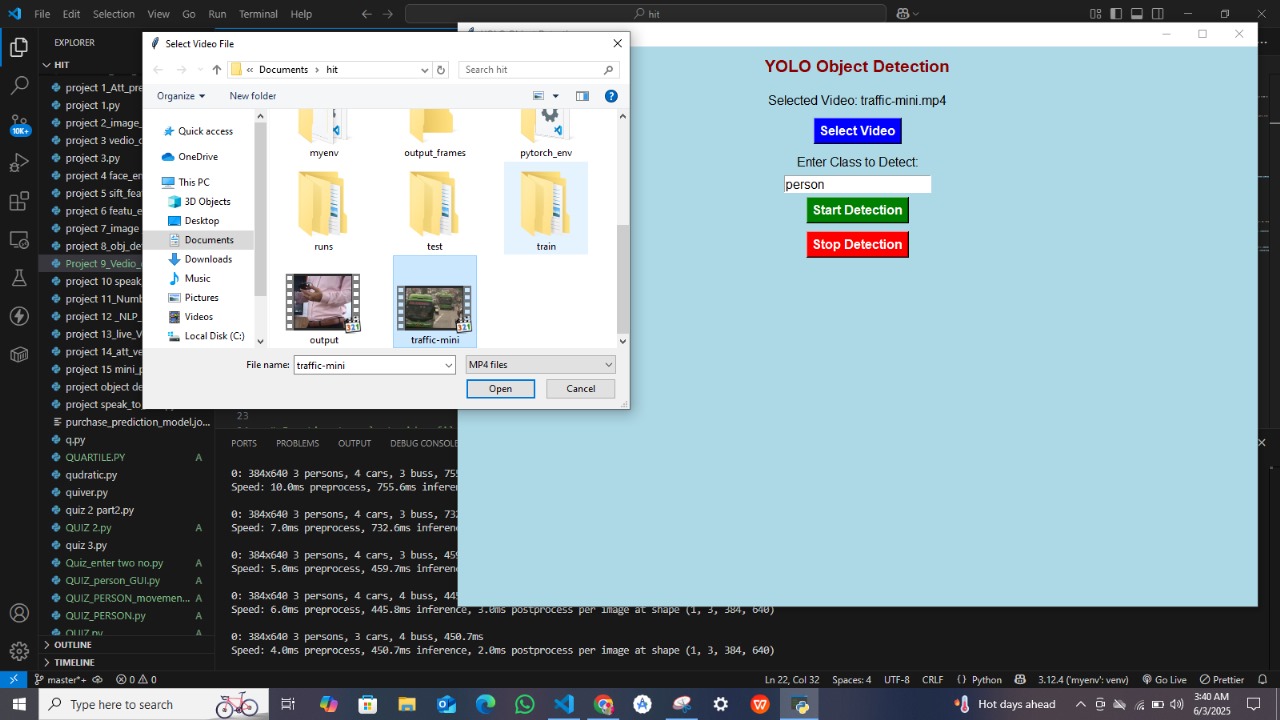 File Edit Selection View Go Run Terminal Help
hit
EXPLORER
HIT
project 1_Att_pre
project 1.py
project 2_image_
project 3 video_c
project 3.py
project 4 face_en
project 5_sift_fea
project 6 featu_e
project 7_image_
project 8_obj_de
Project 9_Vedio_
project 10 speak_
project 11_Numb
project 12 _NLP_
project 13_live_V
project 14_att_ve
project 15 mini_p
project object de
project speak_to_
purchase_prediction_model.jo...
q.py
QUARTILE.PY A
qudratic.py
quiver.py
quiz 2 part2.py
QUIZ 2.py A
quiz 3.py
Quiz_enter two no.py A
QUIZ_person_GUI.py A
QUIZ_PERSON_movemen... A
QUIZ_PERSON.py A
QUIZ.py A
OUTLINE
TIMELINE
10K+
Select Video File
Documents hit
Search hit
Organize New folder
Quick access
OneDrive
This PC
3D Objects
Desktop
Documents
Downloads
Music
Pictures
Videos
Local Disk (C:)
myenv output_frames pytorch_env
runs test train
output traffic-mini
File name: traffic-mini MP4 files
Open Cancel
YOLO Object Detection
Selected Video: traffic-mini.mp4
Select Video
Enter Class to Detect:
person
Start Detection
Stop Detection
23
PORTS PROBLEMS OUTPUT DEBUG CONSOLE
0: 384x640 3 persons, 4 cars, 3 buss, 755
Speed: 10.0ms preprocess, 755.6ms inferen
0: 384x640 3 persons, 4 cars, 3 buss, 732
Speed: 7.0ms preprocess, 732.6ms inferenc
0: 384x640 3 persons, 4 cars, 3 buss, 459
Speed: 5.0ms preprocess, 459.7ms inferenc
0: 384x640 3 persons, 4 cars, 4 buss, 445
Speed: 6.0ms preprocess, 445.8ms inference, 3.0ms postprocess per image at shape (1, 3, 384, 640)
0: 384x640 3 persons, 3 cars, 4 buss, 450.7ms
Speed: 4.0ms preprocess, 450.7ms inference, 2.0ms postprocess per image at shape (1, 3, 384, 640)
master*+ 0 0 Ln 22, Col 32 Spaces: 4 UTF-8 CRLF { } Python 3.12.4 ('myenv': venv) Go Live Prettier
Type here to search
Hot days ahead
3:40 AM
6/3/2025